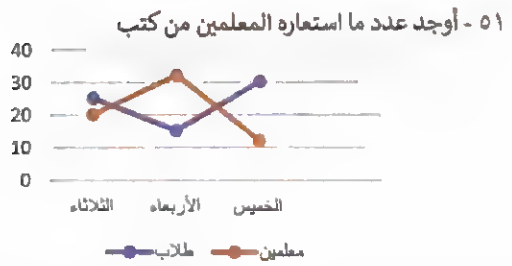 ٥١ - أوجد عدد ما استعاره المعلمين من كتب
40
30
20
10
0
الثلاثاء الأربعاء الخميس
طلاب معلمين